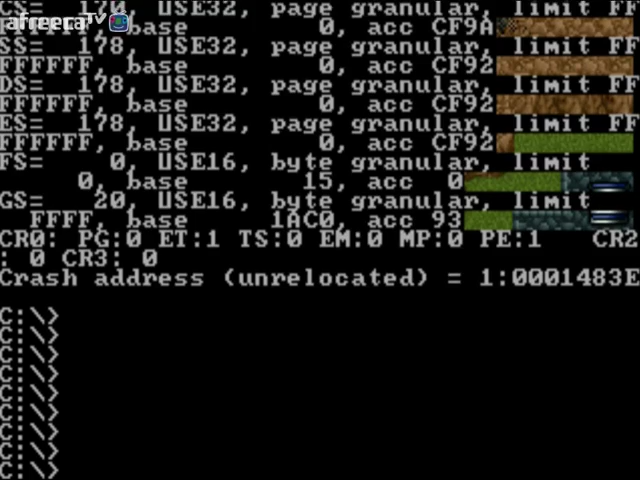 CS= 170, USE32, page granular, limit FF
afreecaTV
FFFFFF, base 0, acc CF9A
SS= 178, USE32, page granular, limit FF
FFFFFF, base 0, acc CF92
DS= 178, USE32, page granular, limit FF
FFFFFF, base 0, acc CF92
ES= 178, USE32, page granular, limit FF
FFFFFF, base 0, acc CF92
FS= 0, USE16, byte granular, limit
0, base 15, acc 0
GS= 20, USE16, byte granular, limit
FFFF, base 1AC0, acc 93
CR0: PG:0 ET:1 TS:0 EM:0 MP:0 PE:1 CR2
: 0 CR3: 0
Crash address (unrelocated) = 1:0001483E
C:\>
C:\>
C:\>
C:\>
C:\>
C:\>
C:\>
C:\>
C:\>